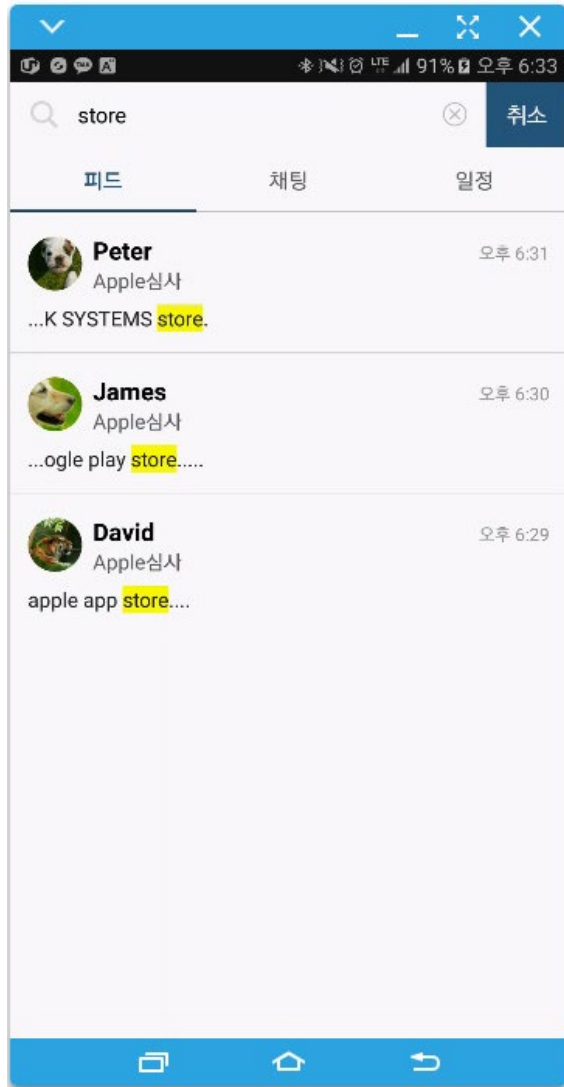 LTE 91% 오후 6:33
store 취소
피드 채팅 일정
Peter 오후 6:31
Apple심사
...K SYSTEMS store.
James 오후 6:30
Apple심사
...ogle play store.....
David 오후 6:29
Apple심사
apple app store....